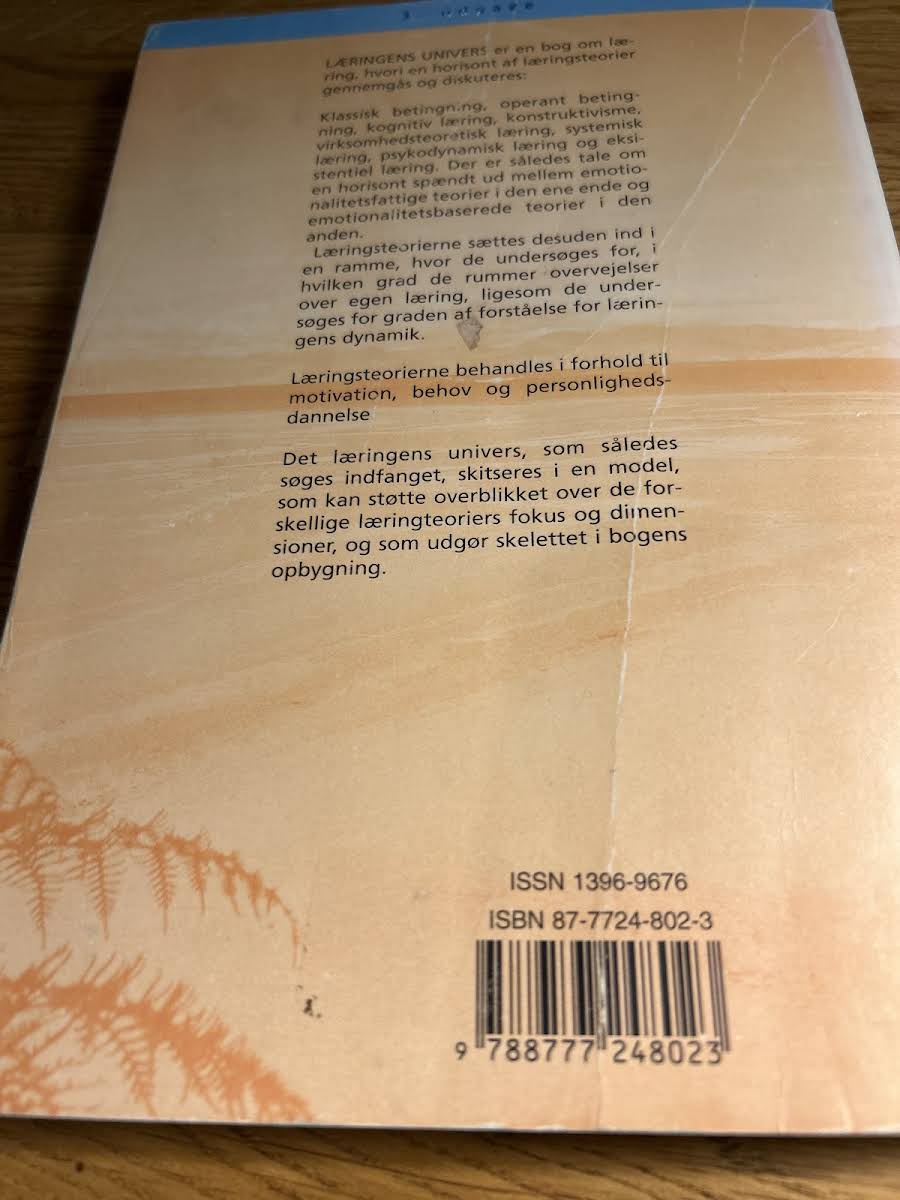 3. udgave
LÆRINGENS UNIVERS er en bog om læ-
ring, hvori en horisont af læringsteorier
gennemgås og diskuteres:
Klassisk betingning, operant beting-
ning, kognitiv læring, konstruktivisme,
virksomhedsteoretisk læring, systemisk
læring, psykodynamisk læring og eksi-
stentiel læring. Der er således tale om
en horisont spændt ud mellem emotio-
nalitetsfattige teorier i den ene ende og
emotionalitetsbaserede teorier i den
anden.
Læringsteorierne sættes desuden ind i
en ramme, hvor de undersøges for, i
hvilken grad de rummer overvejelser
over egen læring, ligesom de under-
søges for graden af forståelse for lærin-
gens dynamik.
Læringsteorierne behandles i forhold til
motivation, behov og personligheds-
dannelse
Det læringens univers, som således
søges indfanget, skitseres i en model,
som kan støtte overblikket over de for-
skellige læringteoriers fokus og dimen-
sioner, og som udgør skelettet i bogens
opbygning.
ISSN 1396-9676
ISBN 87-7724-802-3
9 788777 248023